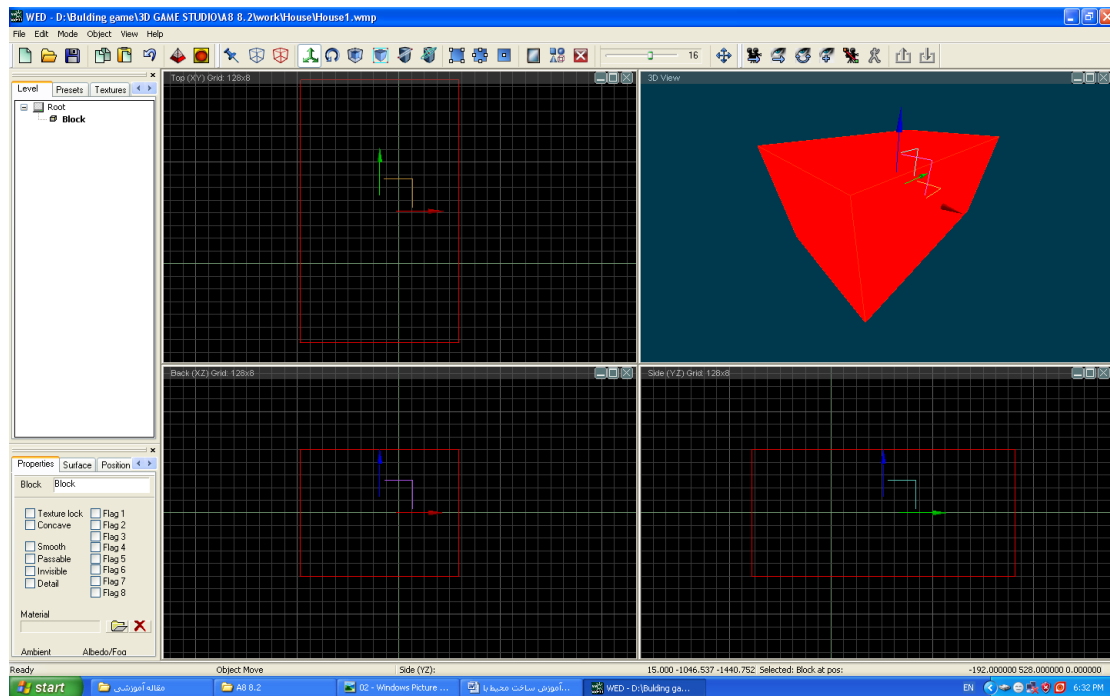 WED - D:\Bulding game\3D GAME STUDIO\A8 8.2\work\House\House1.wmp
File Edit Mode Object View Help
16
Level Presets Textures
Root
Block
Top (XY) Grid: 128x8
3D View
Back (XZ) Grid: 128x8
Side (YZ) Grid: 128x8
Properties Surface Position
Block Block
Texture lock Flag 1
Concave Flag 2
Flag 3
Smooth Flag 4
Passable Flag 5
Invisible Flag 6
Detail Flag 7
Flag 8
Material
Ambient Albedo/Fog
Ready Object Move Side (YZ): 15.000 -1046.537 -1440.752 Selected: Block at pos: -192.000000 528.000000 0.000000
start مقاله آموزشی A8 8.2 02 - Windows Picture ... آموزش ساخت محیط با... WED - D:\Bulding ga... EN 6:32 PM